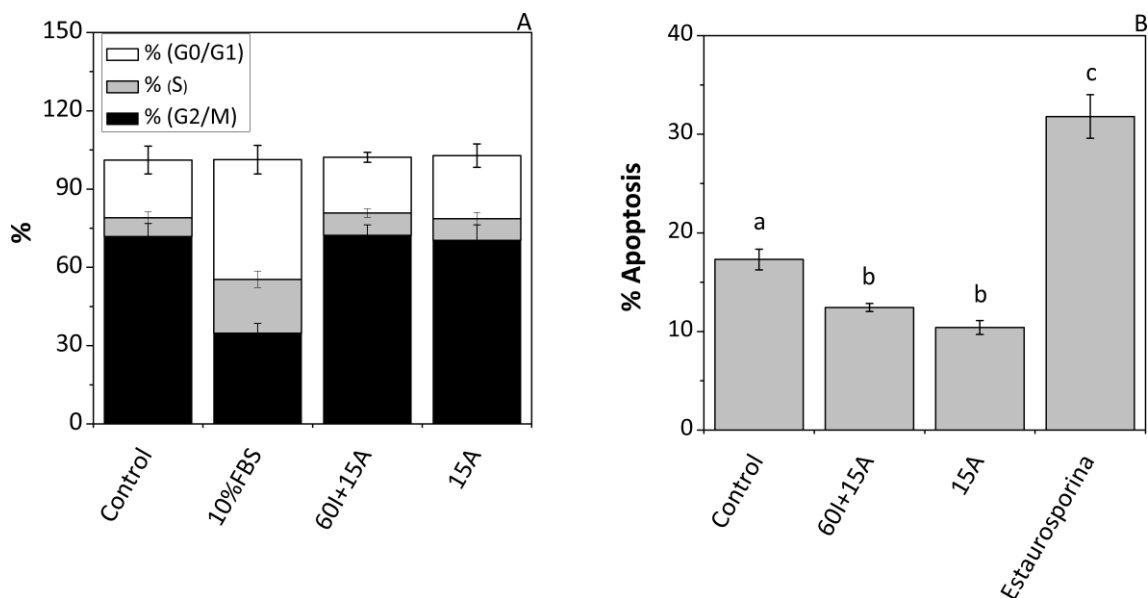 A
150
120
90
60
30
0
%
% (G0/G1)
% (S)
% (G2/M)
Control
10%FBS
60I+15A
15A
B
40
30
20
10
0
% Apoptosis
a
b
b
c
Control
60I+15A
15A
Estaurosporina